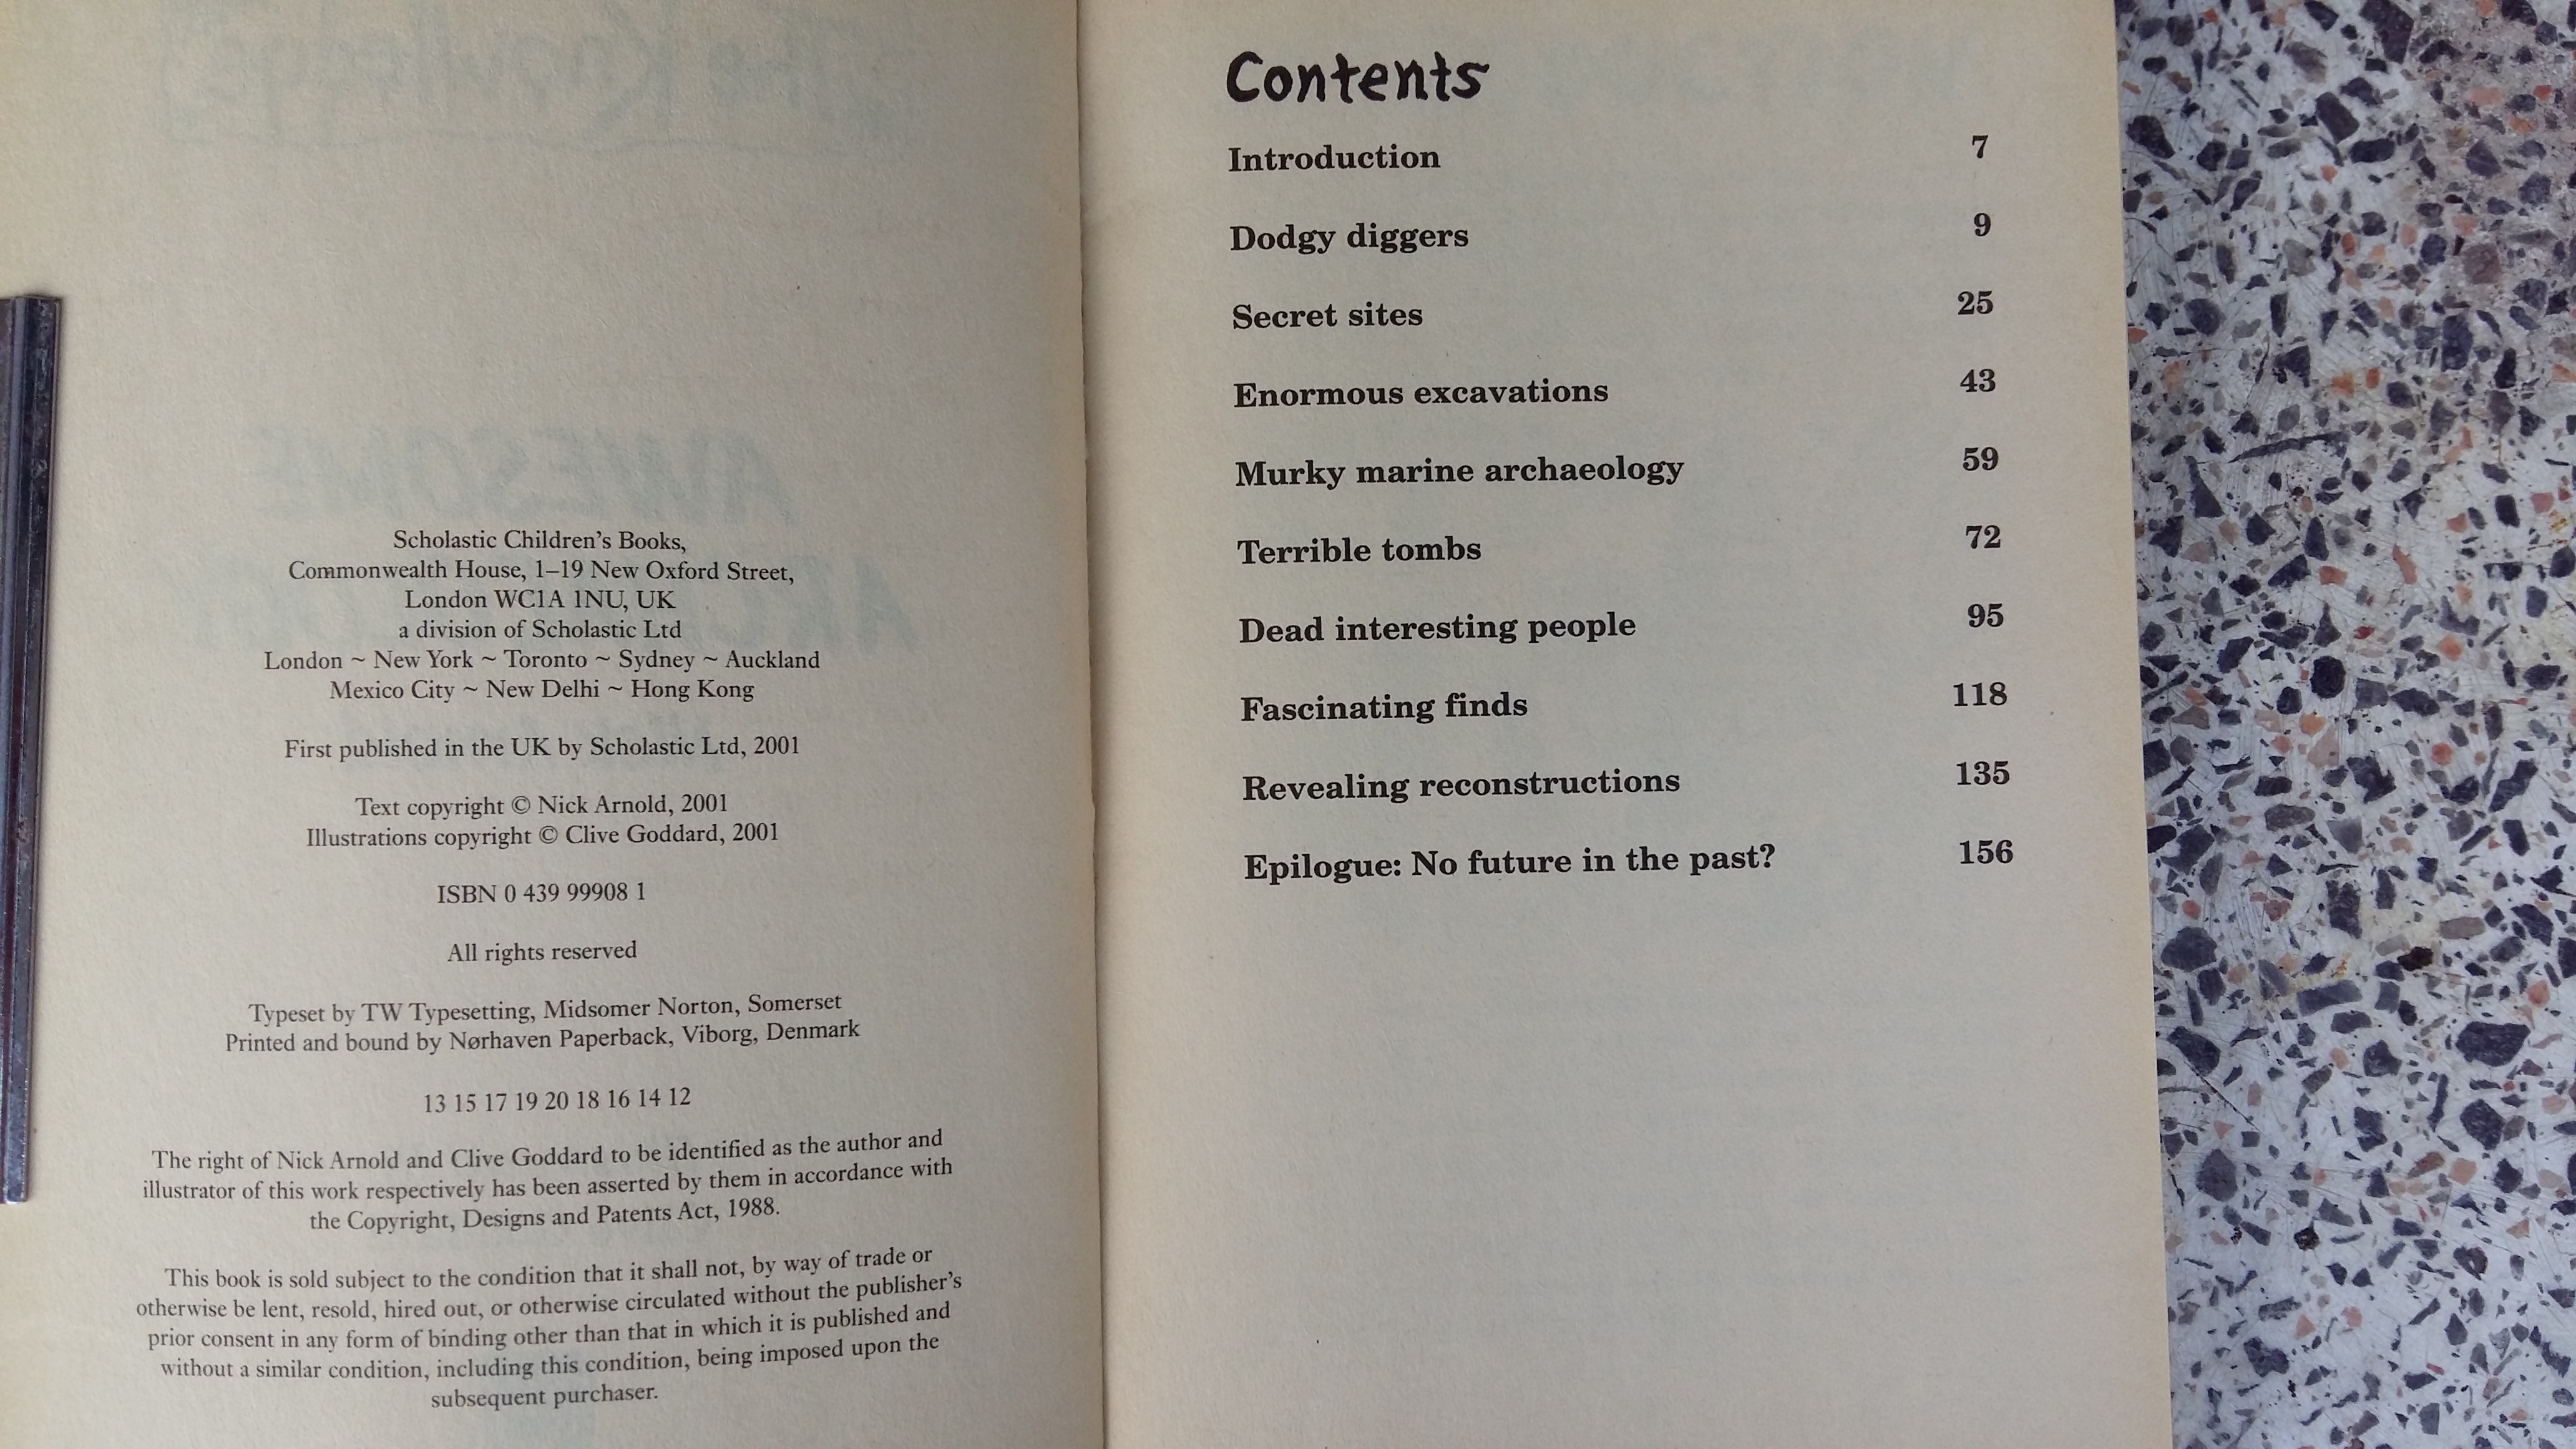 Scholastic Children's Books,
Commonwealth House, 1–19 New Oxford Street,
London WC1A 1NU, UK
a division of Scholastic Ltd
London ~ New York ~ Toronto ~ Sydney ~ Auckland
Mexico City ~ New Delhi ~ Hong Kong
First published in the UK by Scholastic Ltd, 2001
Text copyright © Nick Arnold, 2001
Illustrations copyright © Clive Goddard, 2001
ISBN 0 439 99908 1
All rights reserved
Typeset by TW Typesetting, Midsomer Norton, Somerset
Printed and bound by Nørhaven Paperback, Viborg, Denmark
13 15 17 19 20 18 16 14 12
The right of Nick Arnold and Clive Goddard to be identified as the author and
illustrator of this work respectively has been asserted by them in accordance with
the Copyright, Designs and Patents Act, 1988.
This book is sold subject to the condition that it shall not, by way of trade or
otherwise be lent, resold, hired out, or otherwise circulated without the publisher's
prior consent in any form of binding other than that in which it is published and
without a similar condition, including this condition, being imposed upon the
subsequent purchaser.
Contents
Introduction 7
Dodgy diggers 9
Secret sites 25
Enormous excavations 43
Murky marine archaeology 59
Terrible tombs 72
Dead interesting people 95
Fascinating finds 118
Revealing reconstructions 135
Epilogue: No future in the past? 156